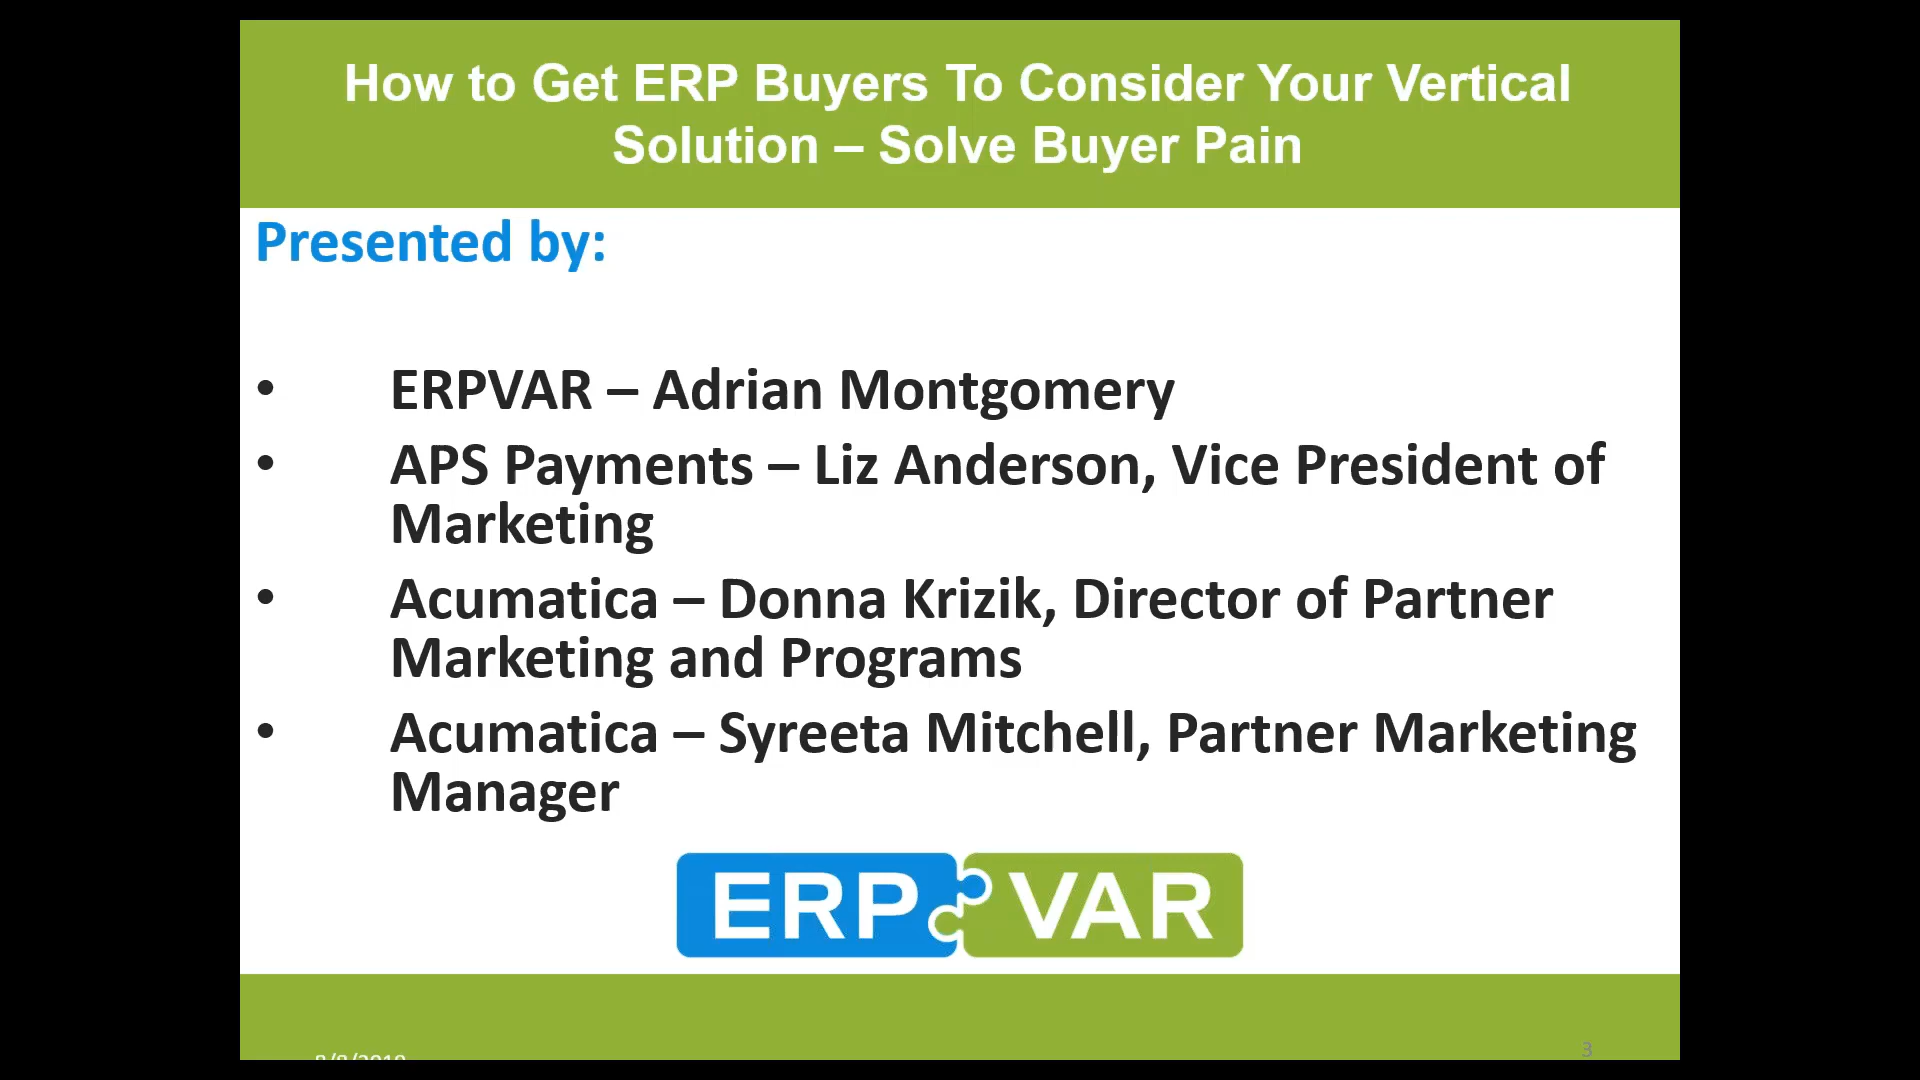 How to Get ERP Buyers To Consider Your Vertical
Solution – Solve Buyer Pain
Presented by:
• ERPVAR – Adrian Montgomery
• APS Payments – Liz Anderson, Vice President of
Marketing
• Acumatica – Donna Krizik, Director of Partner
Marketing and Programs
• Acumatica – Syreeta Mitchell, Partner Marketing
Manager
ERP VAR
3